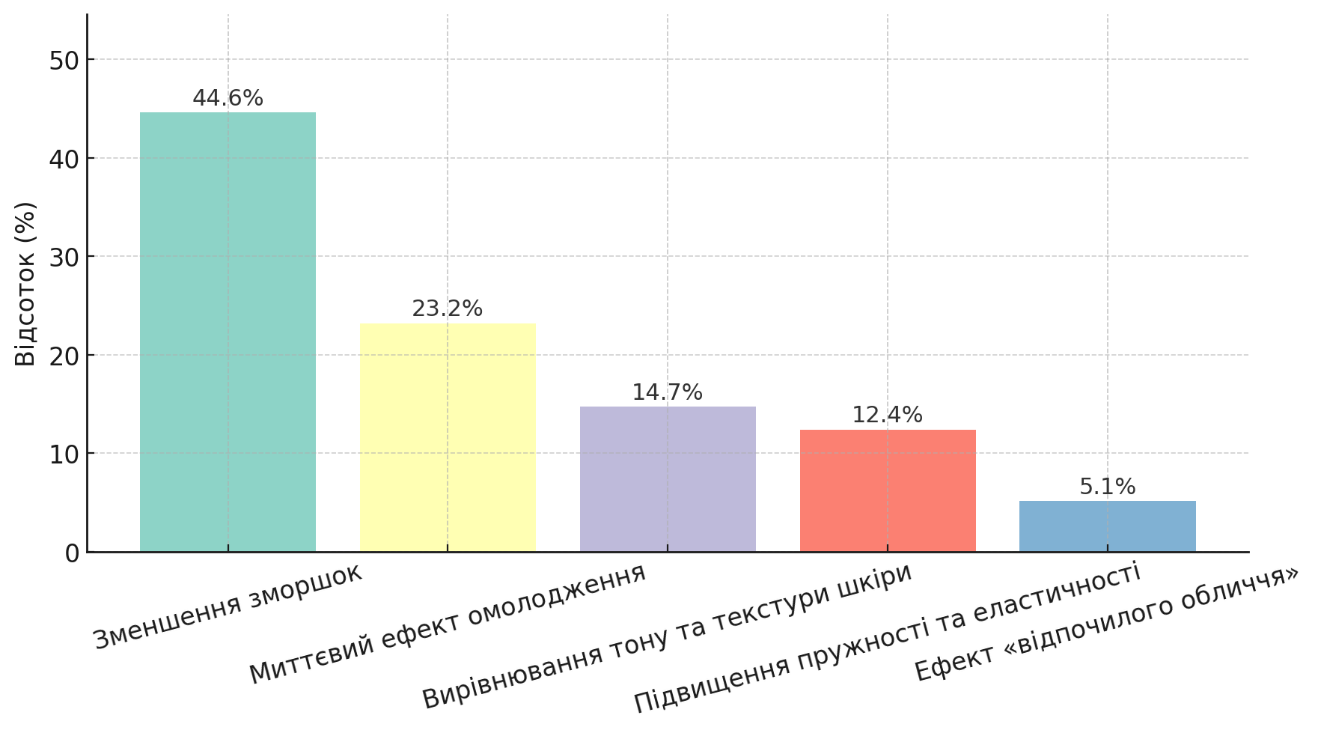 Відсоток (%)
50
40
30
20
10
0
44.6%
23.2%
14.7%
12.4%
5.1%
Зменшення зморшок
Миттєвий ефект омолодження
Вирівнювання тону та текстури шкіри
Підвищення пружності та еластичності
Ефект «відпочилого обличчя»